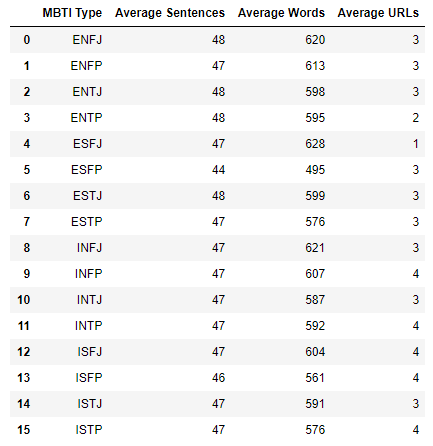 MBTI Type Average Sentences Average Words Average URLs
0 ENFJ 48 620 3
1 ENFP 47 613 3
2 ENTJ 48 598 3
3 ENTP 48 595 2
4 ESFJ 47 628 1
5 ESFP 44 495 3
6 ESTJ 48 599 3
7 ESTP 47 576 3
8 INFJ 47 621 3
9 INFP 47 607 4
10 INTJ 47 587 3
11 INTP 47 592 4
12 ISFJ 47 604 4
13 ISFP 46 561 4
14 ISTJ 47 591 3
15 ISTP 47 576 4